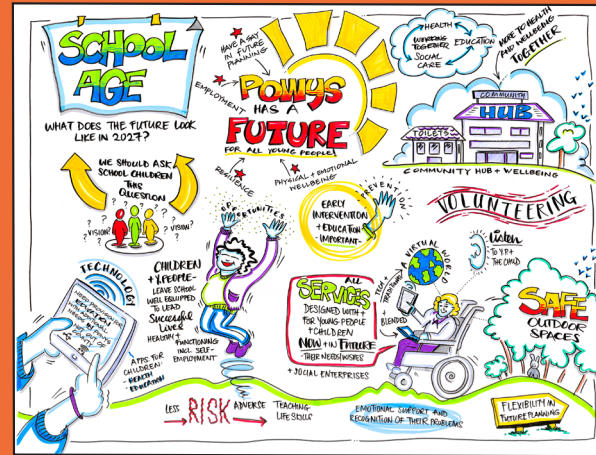 SCHOOL
AGE
WHAT DOES THE FUTURE LOOK
LIKE IN 2027?
WE SHOULD ASK
SCHOOL CHILDREN
THIS
QUESTION
? VISION?
? VISION ?
HAVE A SAY
IN FUTURE
PLANNING
EMPLOYMENT
POWYS
HAS A
FUTURE
FOR ALL YOUNG PEOPLE!
RESILIENCE
PHYSICAL + EMOTIONAL
WELLBEING
HEALTH
WORKING
TOGETHER
EDUCATION
SOCIAL
CARE
MORE TO HEALTH
AND WELLBEING
TOGETHER
COMMUNITY
HUB
TOILETS
COMMUNITY HUB + WELLBEING
EARLY
INTERVENTION
+ EDUCATION
- IMPORTANT -
PREVENTION
VOLUNTEERING
OPPORTUNITIES
TECHNOLOGY
CHILDREN
+ Y.PEOPLE -
LEAVE SCHOOL
WELL EQUIPPED
TO LEAD
Successful
Lives
HEALTHY +
FUNCTIONING
INCL. SELF-
EMPLOYMENT
APPS FOR
CHILDREN -
- HEALTH
- EDUCATION
ALL
SERVICES
DESIGNED WITH +
FOR YOUNG PEOPLE
+ CHILDREN
NOW + IN FUTURE
- THEIR NEEDS/WISHES
+ SOCIAL ENTERPRISES
TECH
TRADITIONAL
+ BLENDED
A VIRTUAL WORLD
Listen
TO Y.P +
THE CHILD
SAFE
OUTDOOR
SPACES
LESS RISK ADVERSE TEACHING
LIFE SKILLS
EMOTIONAL SUPPORT AND
RECOGNITION OF THEIR PROBLEMS
FLEXIBILITY IN
FUTURE PLANNING